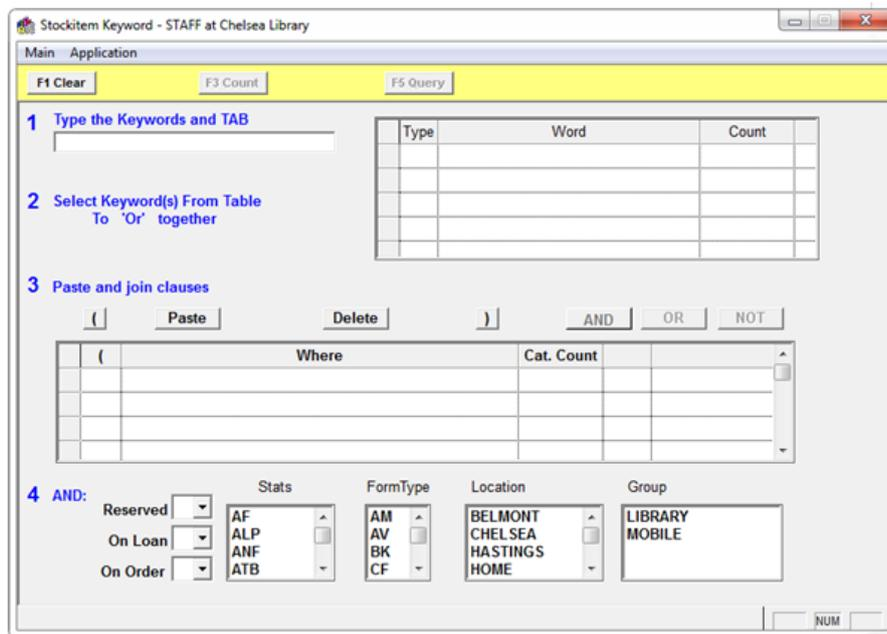 Stockitem Keyword - STAFF at Chelsea Library
Main Application
F1 Clear F3 Count F5 Query
1 Type the Keywords and TAB
Type Word Count
2 Select Keyword(s) From Table
To 'Or' together
3 Paste and join clauses
( Paste Delete ) AND OR NOT
( Where Cat. Count
4 AND:
Stats FormType Location Group
Reserved
On Loan
On Order
AF
ALP
ANF
ATB
AM
AV
BK
CF
BELMONT
CHELSEA
HASTINGS
HOME
LIBRARY
MOBILE
NUM